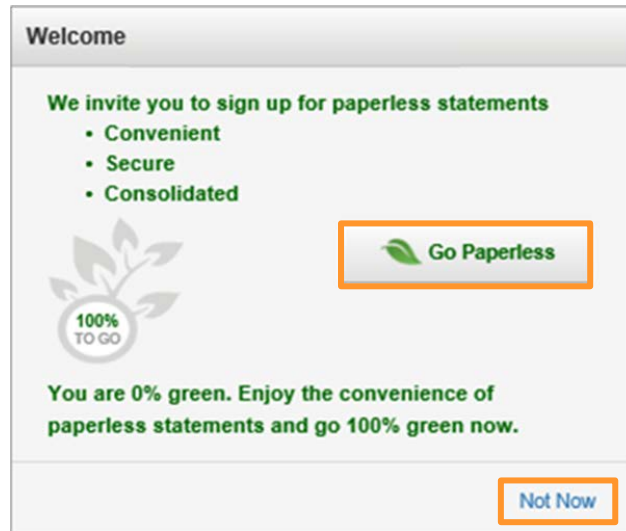 Welcome
We invite you to sign up for paperless statements
• Convenient
• Secure
• Consolidated
Go Paperless
100%
TO GO
You are 0% green. Enjoy the convenience of
paperless statements and go 100% green now.
Not Now